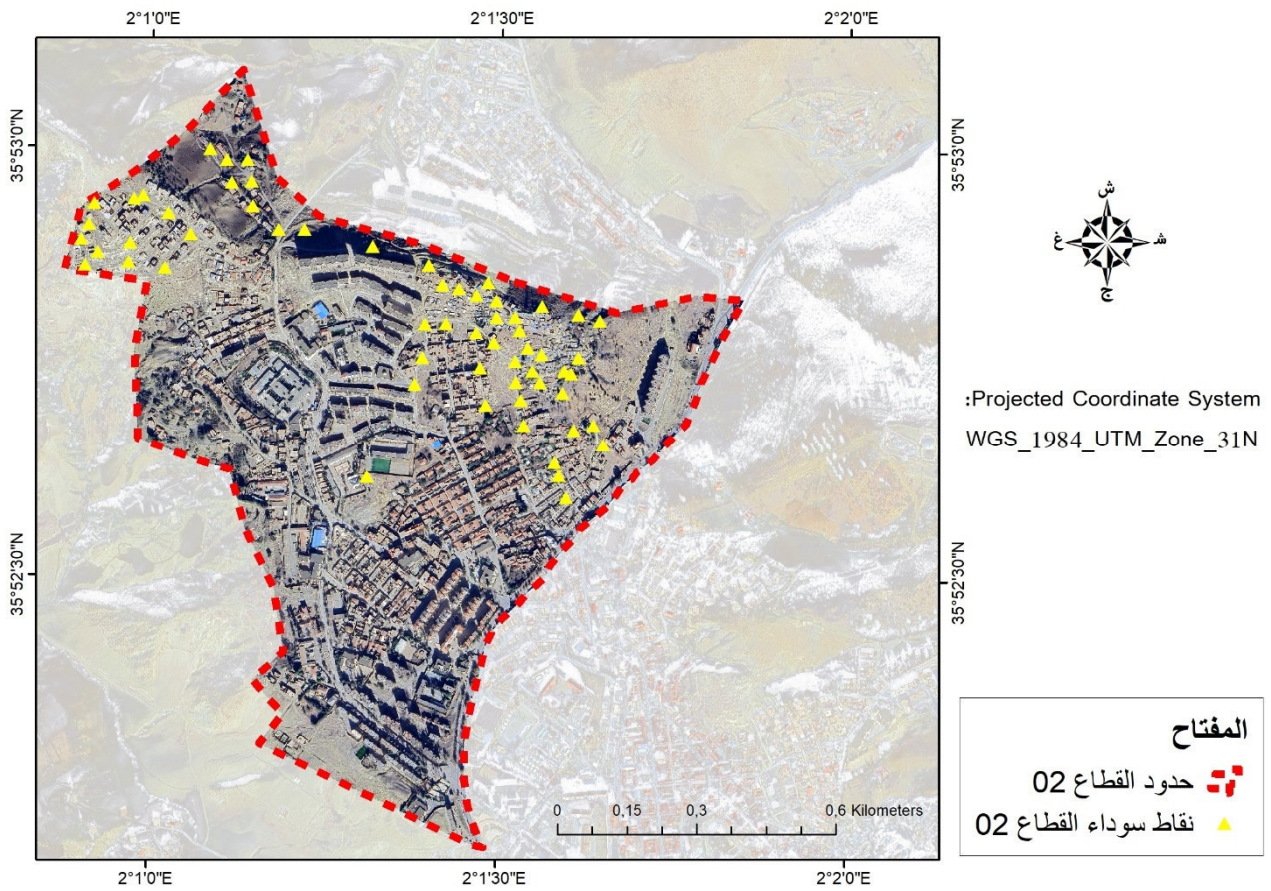 2°1'0"E 2°1'30"E 2°2'0"E
35°53'0"N
35°53'0"N
ش
غ
شر
ج
:Projected Coordinate System
WGS_1984_UTM_Zone_31N
35°52'30"N
35°52'30"N
المفتاح
حدود القطاع 02
نقاط سوداء القطاع 02
0 0,15 0,3 0,6 Kilometers
2°1'0"E 2°1'30"E 2°2'0"E